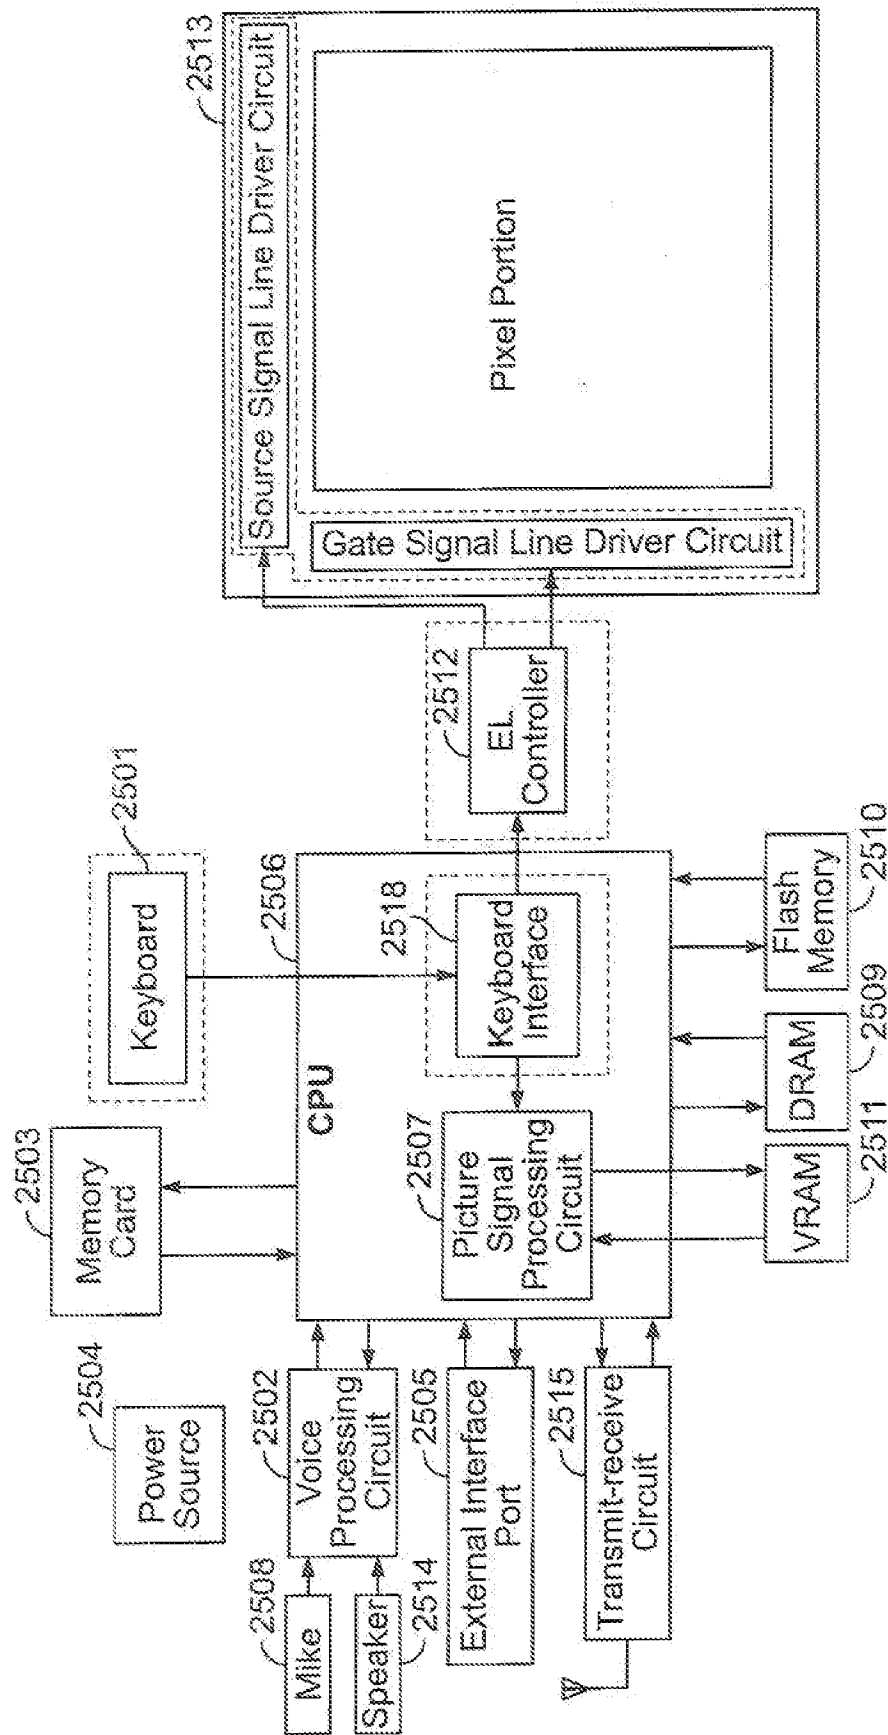 2504
Power
Source
2503
Memory
Card
Keyboard
2501
2513
Source Signal Line Driver Circuit
2508
Mike
2502
Voice
Processing
Circuit
Speaker
2514
CPU
2506
2518
Keyboard
Interface
2507
Picture
Signal
Processing
Circuit
2512
EL
Controller
Gate Signal Line Driver Circuit
Pixel Portion
2505
External Interface
Port
2515
Transmit-receive
Circuit
VRAM
2511
DRAM
2509
Flash
Memory
2510